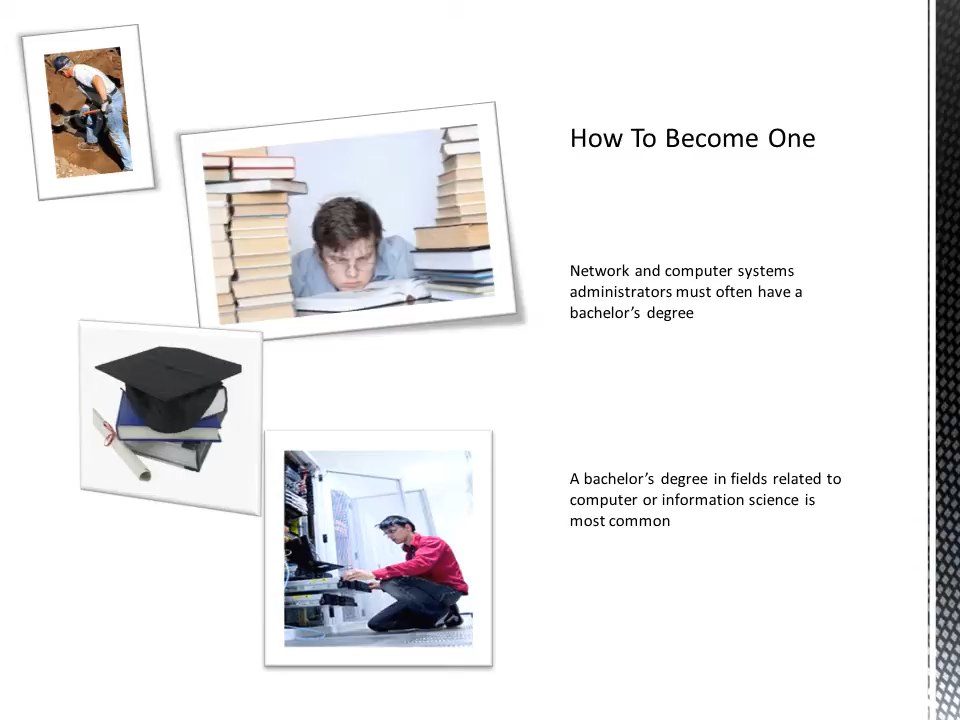 How To Become One
Network and computer systems
administrators must often have a
bachelor’s degree
A bachelor’s degree in fields related to
computer or information science is
most common